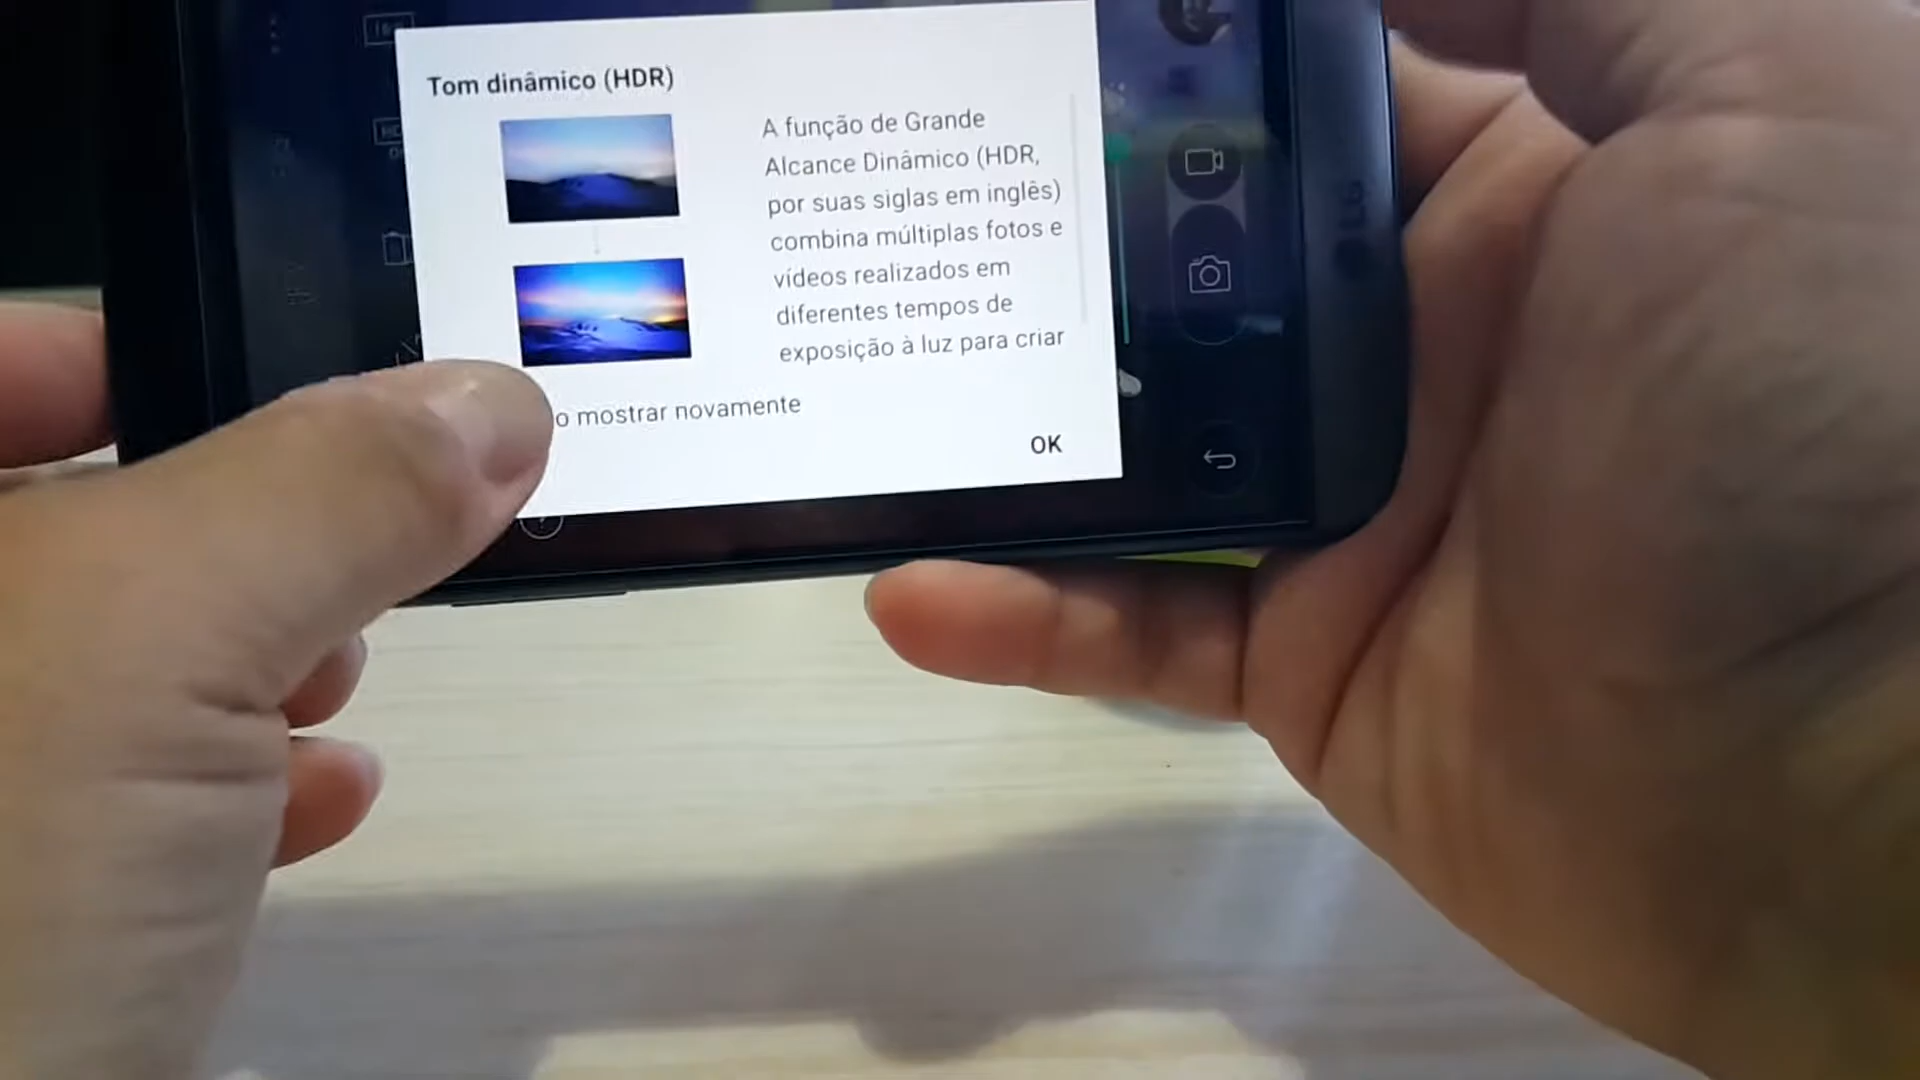 Tom dinâmico (HDR)
A função de Grande
Alcance Dinâmico (HDR,
por suas siglas em inglês)
combina múltiplas fotos e
vídeos realizados em
diferentes tempos de
exposição à luz para criar
o mostrar novamente
OK
LG